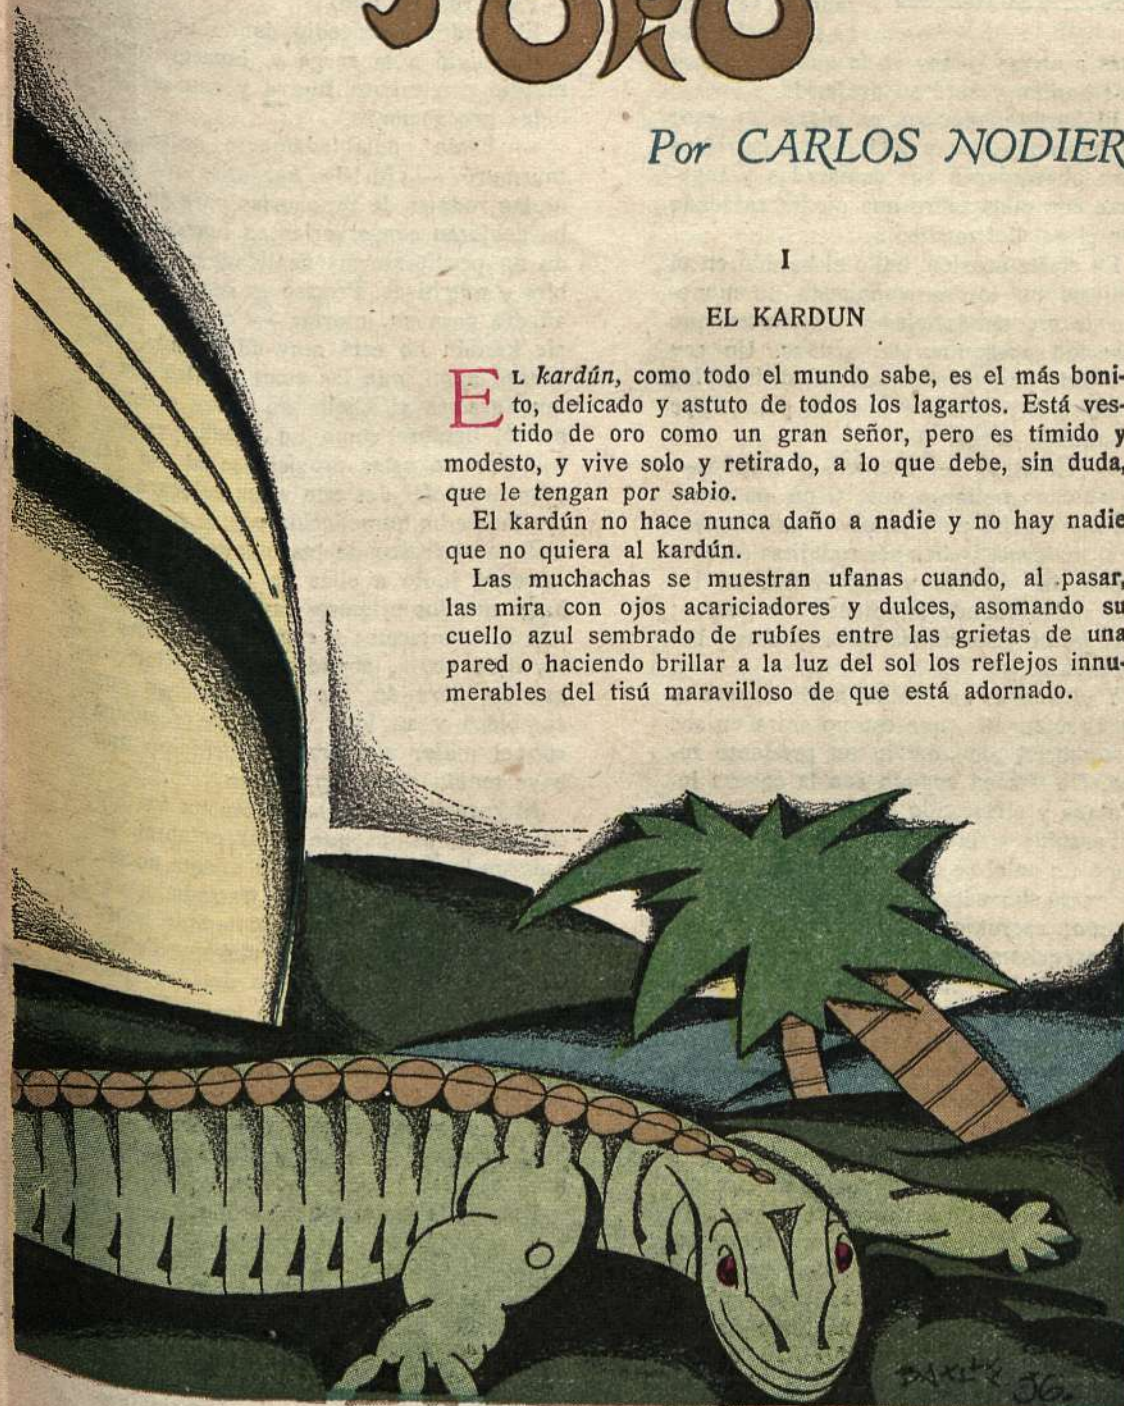 ORO
Por CARLOS NODIER
I
EL KARDUN
EL kardún, como todo el mundo sabe, es el más boni-
to, delicado y astuto de todos los lagartos. Está ves-
tido de oro como un gran señor, pero es tímido y
modesto, y vive solo y retirado, a lo que debe, sin duda,
que le tengan por sabio.
El kardún no hace nunca daño a nadie y no hay nadie
que no quiera al kardún.
Las muchachas se muestran ufanas cuando, al pasar,
las mira con ojos acariciadores y dulces, asomando su
cuello azul sembrado de rubíes entre las grietas de una
pared o haciendo brillar a la luz del sol los reflejos innu-
merables del tisú maravilloso de que está adornado.
36.